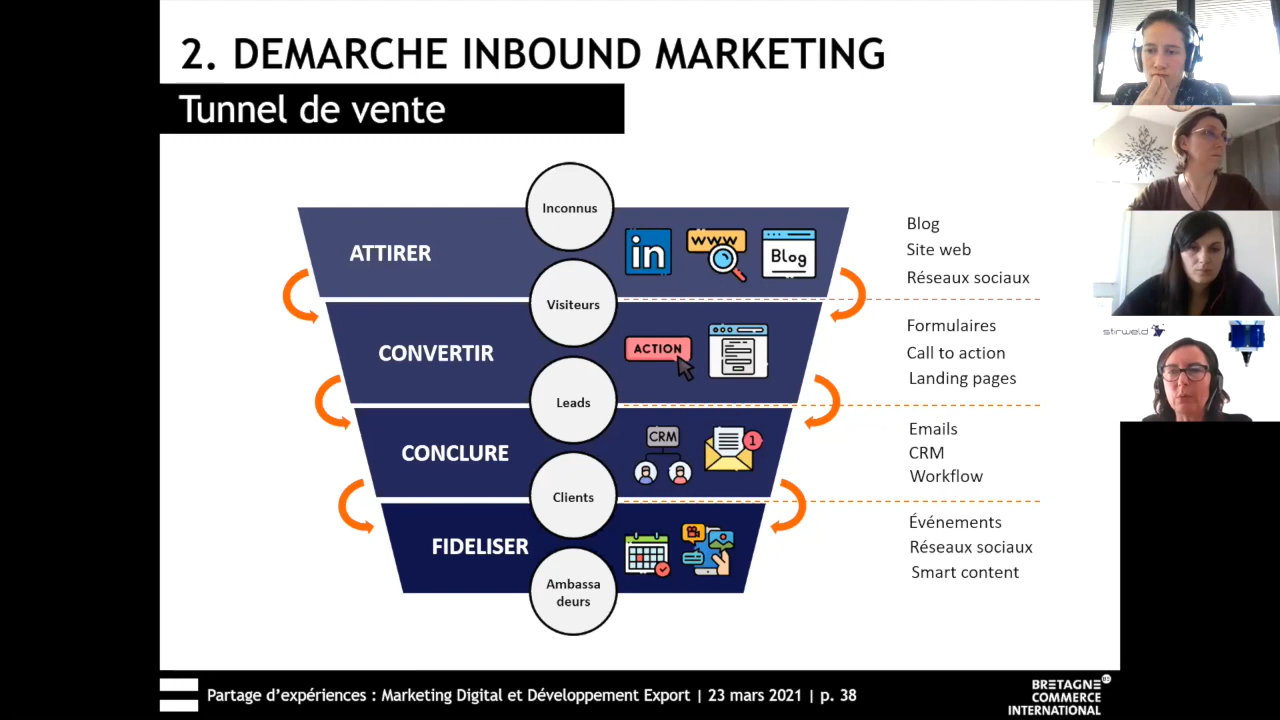 2. DEMARCHE INBOUND MARKETING
Tunnel de vente
Inconnus
ATTIRER
in
www
Blog
Blog
Site web
Réseaux sociaux
Visiteurs
CONVERTIR
ACTION
Formulaires
Call to action
Landing pages
Leads
CONCLURE
CRM
1
Emails
CRM
Workflow
Clients
FIDELISER
Événements
Réseaux sociaux
Smart content
Ambassa
deurs
stirweld
Partage d'expériences : Marketing Digital et Développement Export | 23 mars 2021 | p. 38
BRETAGNE
COMMERCE
INTERNATIONAL